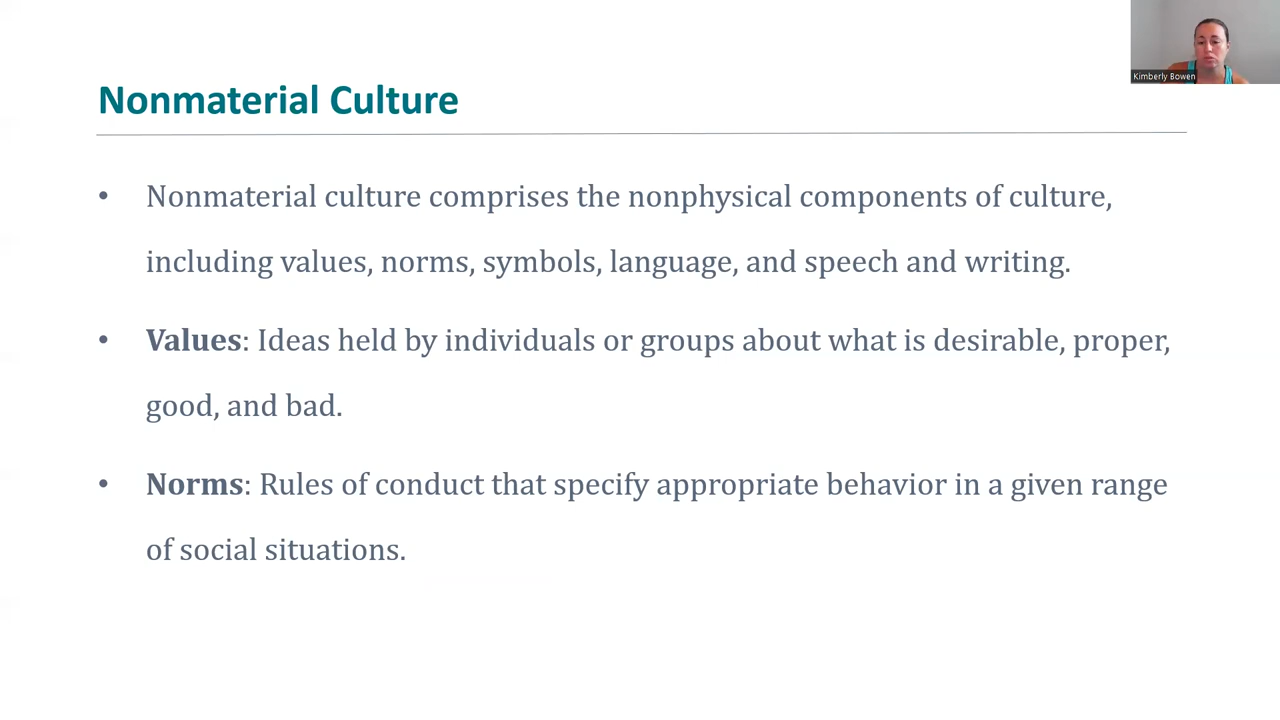 Kimberly Bowen
Nonmaterial Culture
• Nonmaterial culture comprises the nonphysical components of culture,
including values, norms, symbols, language, and speech and writing.
• Values: Ideas held by individuals or groups about what is desirable, proper,
good, and bad.
• Norms: Rules of conduct that specify appropriate behavior in a given range
of social situations.